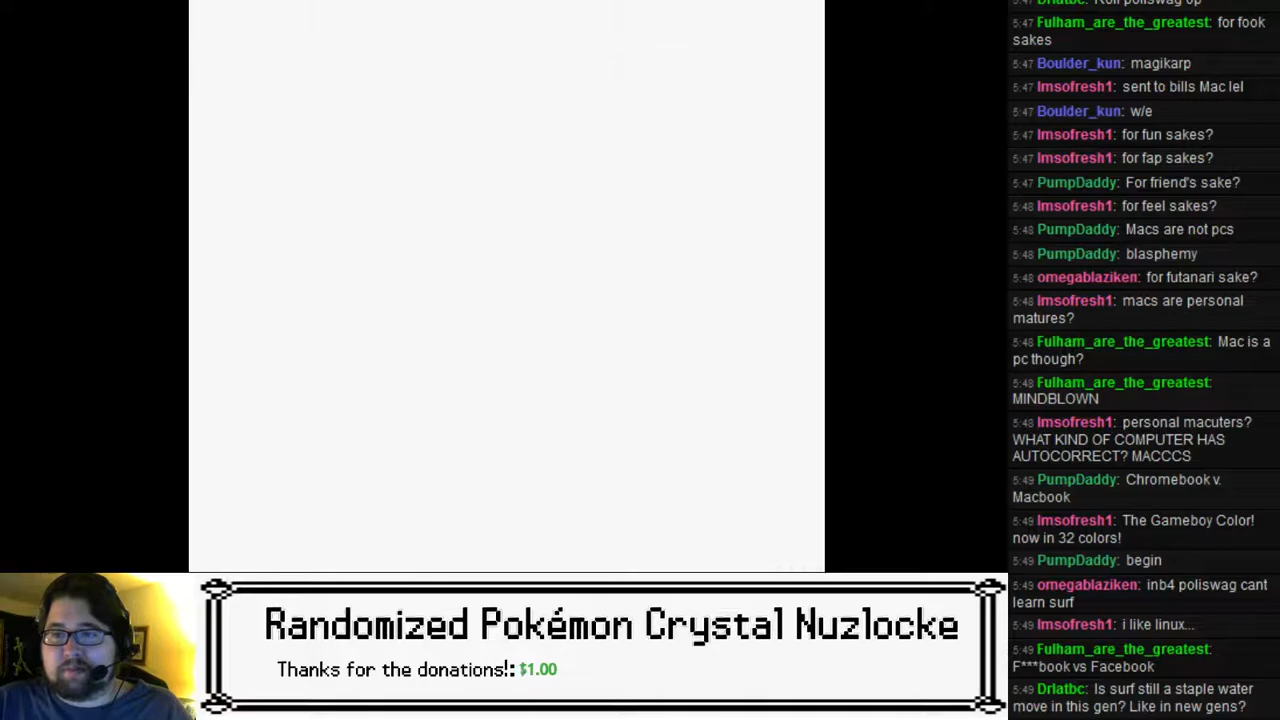 5:47 Drlatbc: Roll poliswag up
5:47 Fulham_are_the_greatest: for fook
sakes
5:47 Boulder_kun: magikarp
5:47 Imsofresh1: sent to bills Mac lel
5:47 Boulder_kun: w/e
5:47 Imsofresh1: for fun sakes?
5:47 Imsofresh1: for fap sakes?
5:47 PumpDaddy: For friend's sake?
5:48 Imsofresh1: for feel sakes?
5:48 PumpDaddy: Macs are not pcs
5:48 PumpDaddy: blasphemy
5:48 omegablaziken: for futanari sake?
5:48 Imsofresh1: macs are personal
matures?
5:48 Fulham_are_the_greatest: Mac is a
pc though?
5:48 Fulham_are_the_greatest:
MINDBLOWN
5:48 Imsofresh1: personal macuters?
WHAT KIND OF COMPUTER HAS
AUTOCORRECT? MACCCS
5:49 PumpDaddy: Chromebook v.
Macbook
5:49 Imsofresh1: The Gameboy Color!
now in 32 colors!
5:49 PumpDaddy: begin
5:49 omegablaziken: inb4 poliswag cant
learn surf
5:49 Imsofresh1: i like linux...
5:49 Fulham_are_the_greatest:
F***book vs Facebook
5:49 Drlatbc: Is surf still a staple water
move in this gen? Like in new gens?
Randomized Pokémon Crystal Nuzlocke
Thanks for the donations!: $1.00